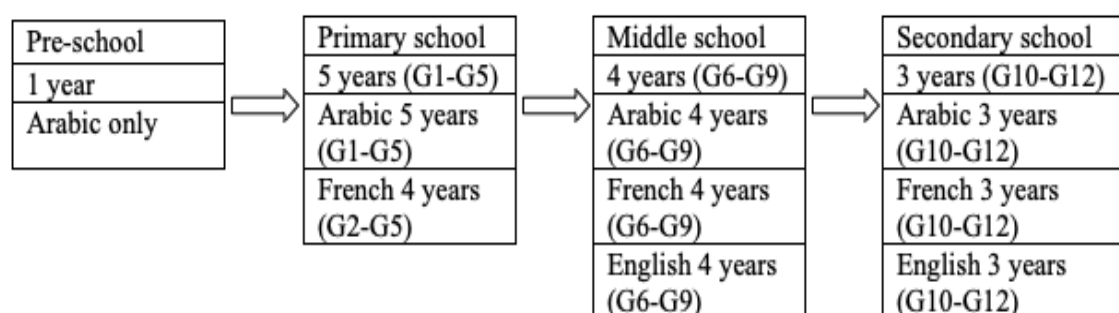 Pre-school
1 year
Arabic only
Primary school
5 years (G1-G5)
Arabic 5 years
(G1-G5)
French 4 years
(G2-G5)
Middle school
4 years (G6-G9)
Arabic 4 years
(G6-G9)
French 4 years
(G6-G9)
English 4 years
(G6-G9)
Secondary school
3 years (G10-G12)
Arabic 3 years
(G10-G12)
French 3 years
(G10-G12)
English 3 years
(G10-G12)